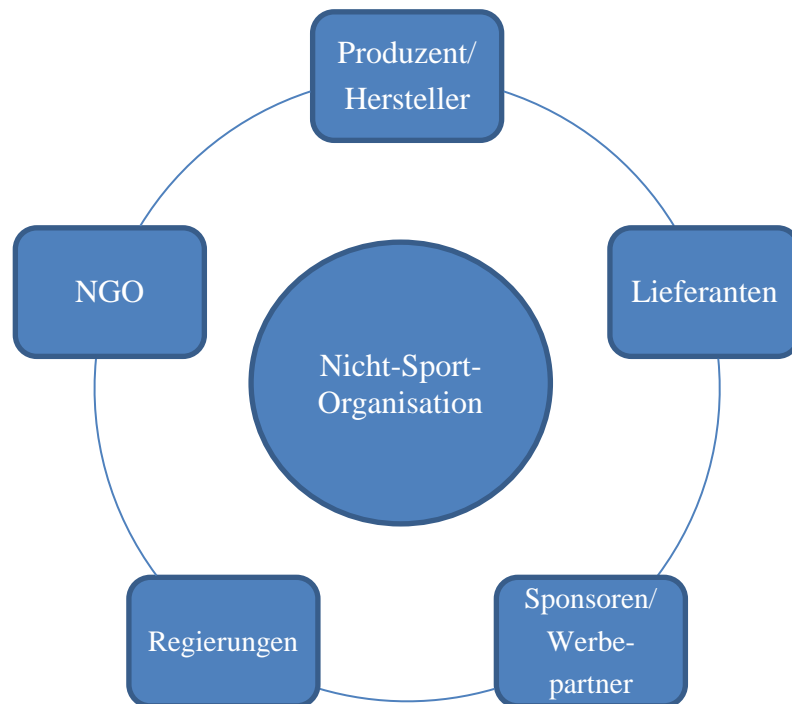 Produzent/
Hersteller
NGO
Lieferanten
Nicht-Sport-
Organisation
Regierungen
Sponsoren/
Werbe-
partner